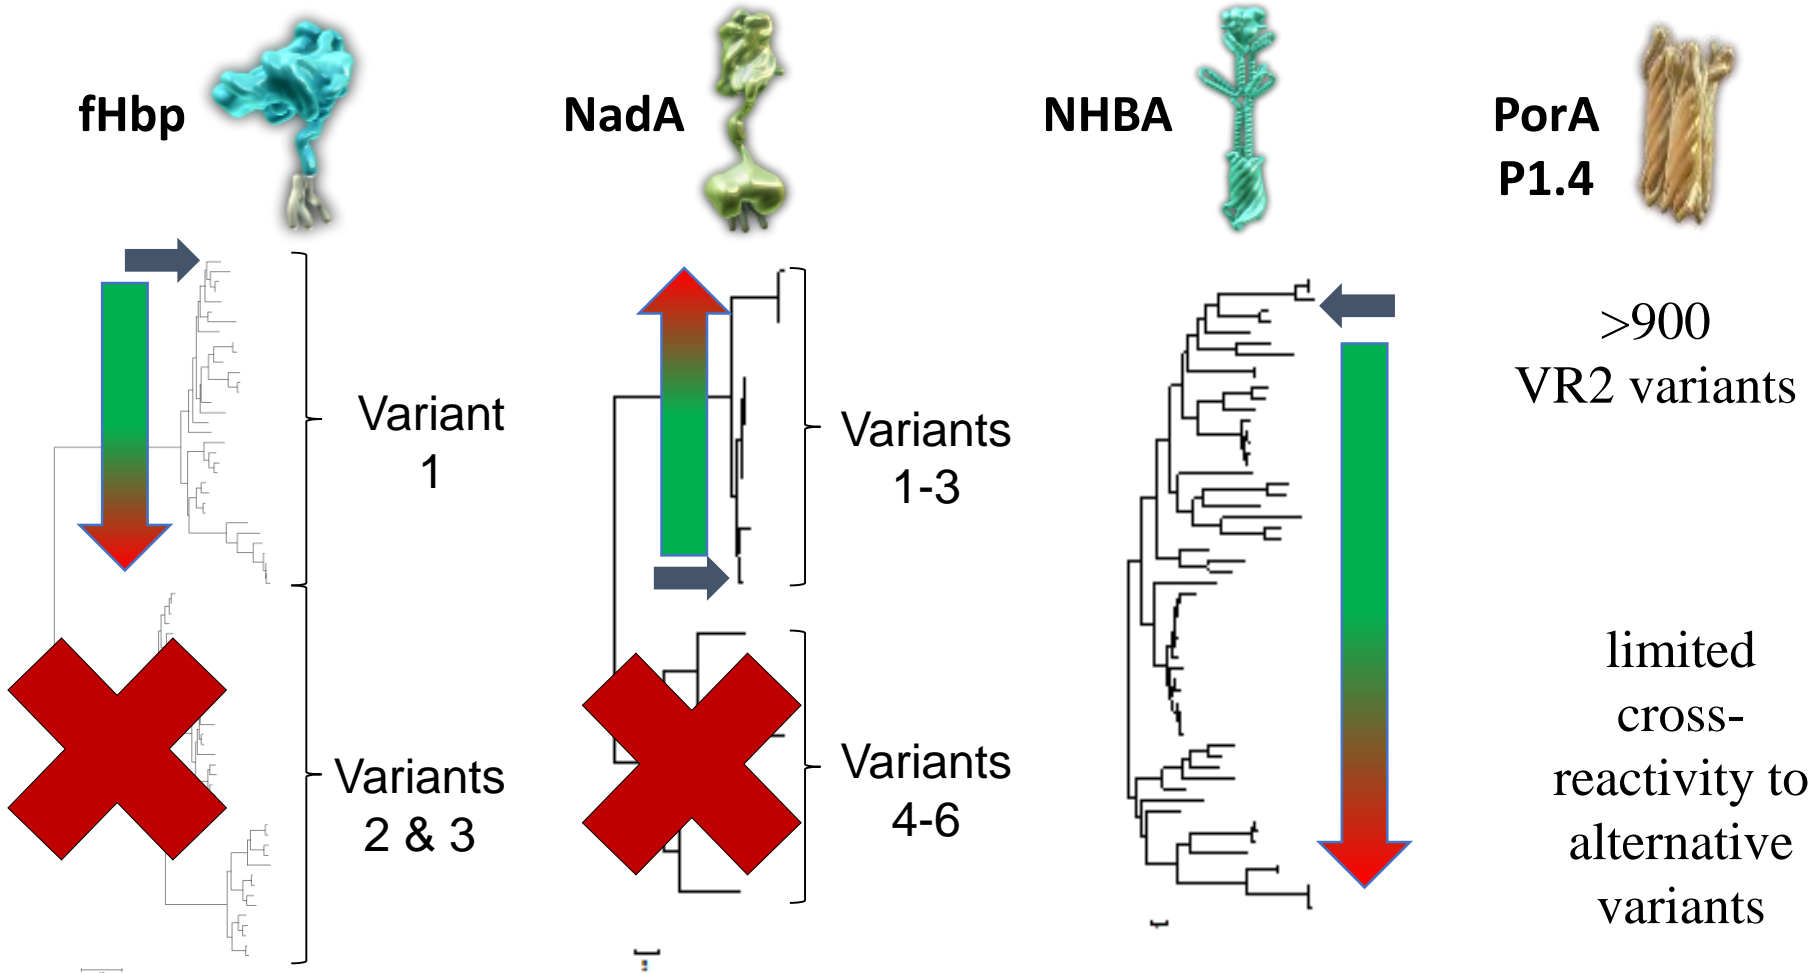 fHbp
NadA
NHBA
PorA
P1.4
Variant
1
Variants
2 & 3
Variants
1-3
Variants
4-6
>900
VR2 variants
limited
cross-
reactivity to
alternative
variants